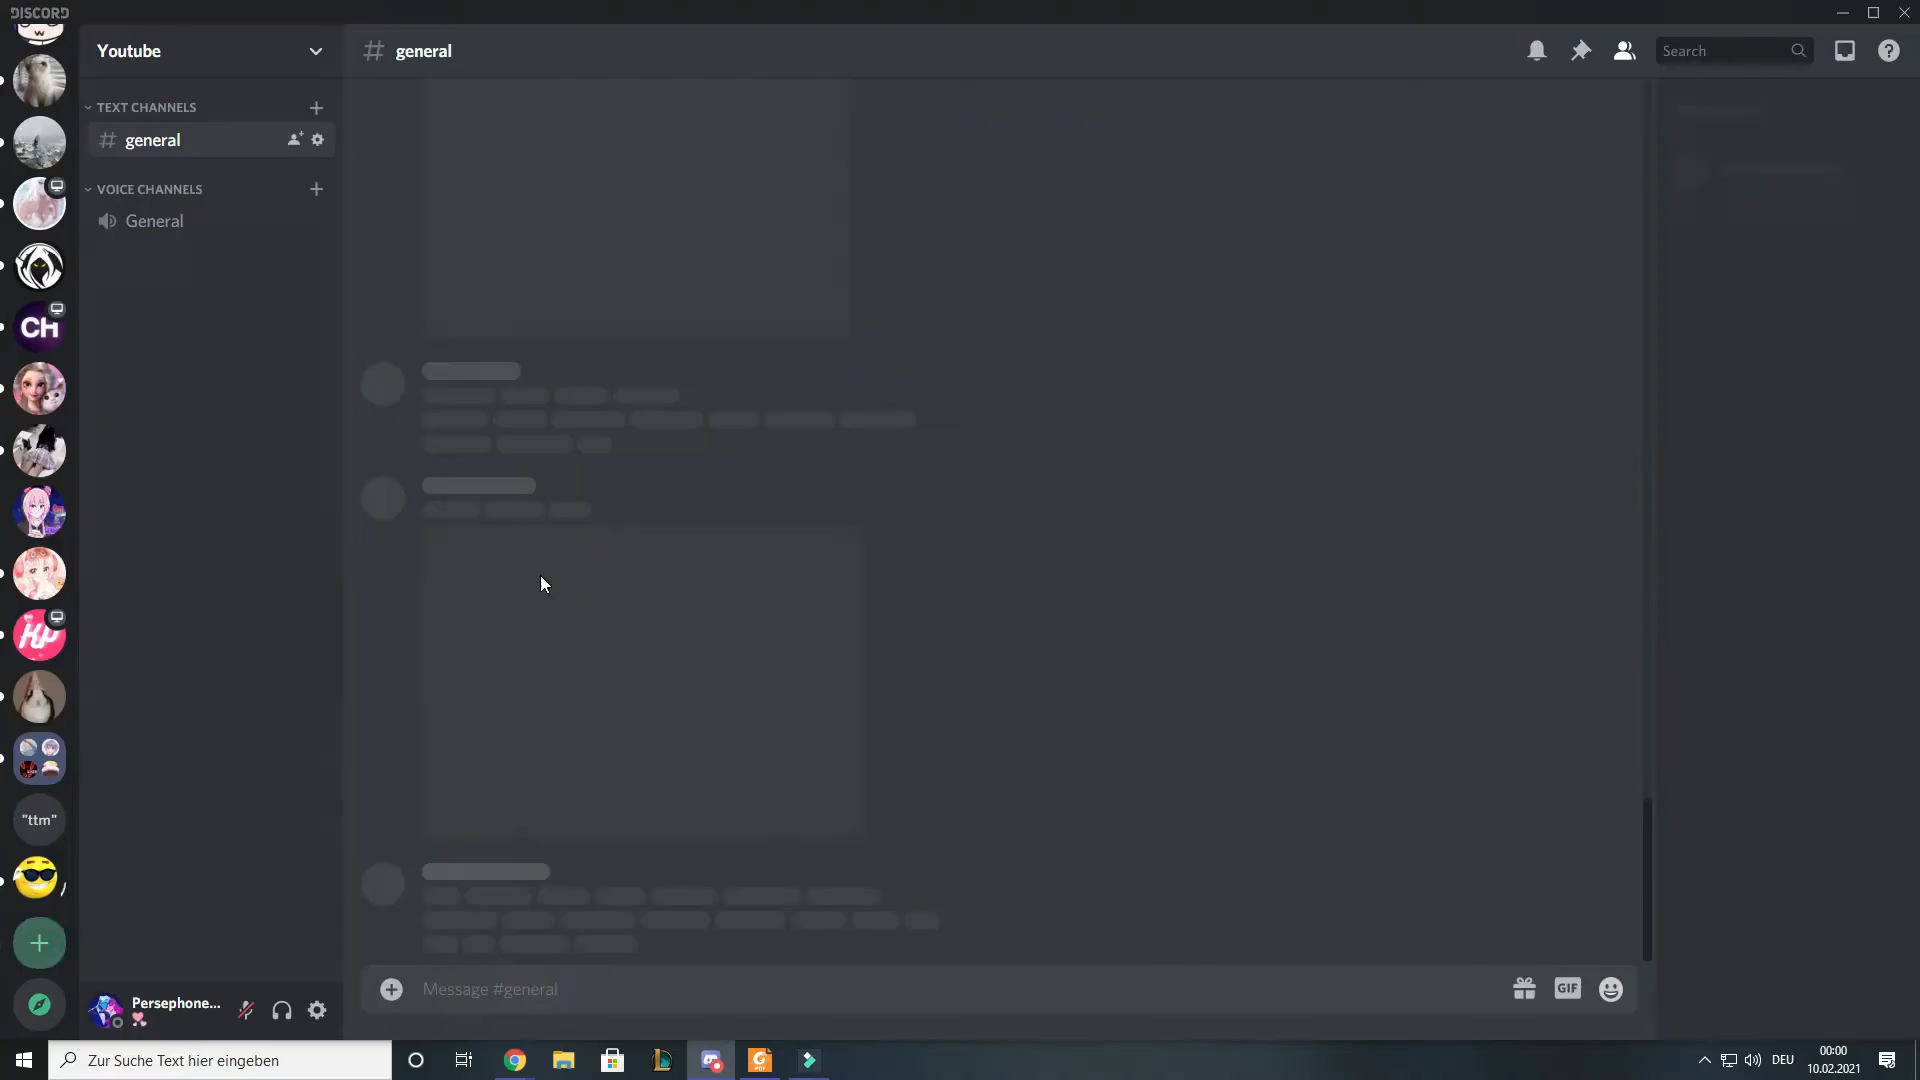 DISCORD
Youtube
general
Search
TEXT CHANNELS
general
VOICE CHANNELS
General
CH
KP
"ttm"
Persephone...
Message #general
GIF
Zur Suche Text hier eingeben
DEU
00:00
10.02.2021